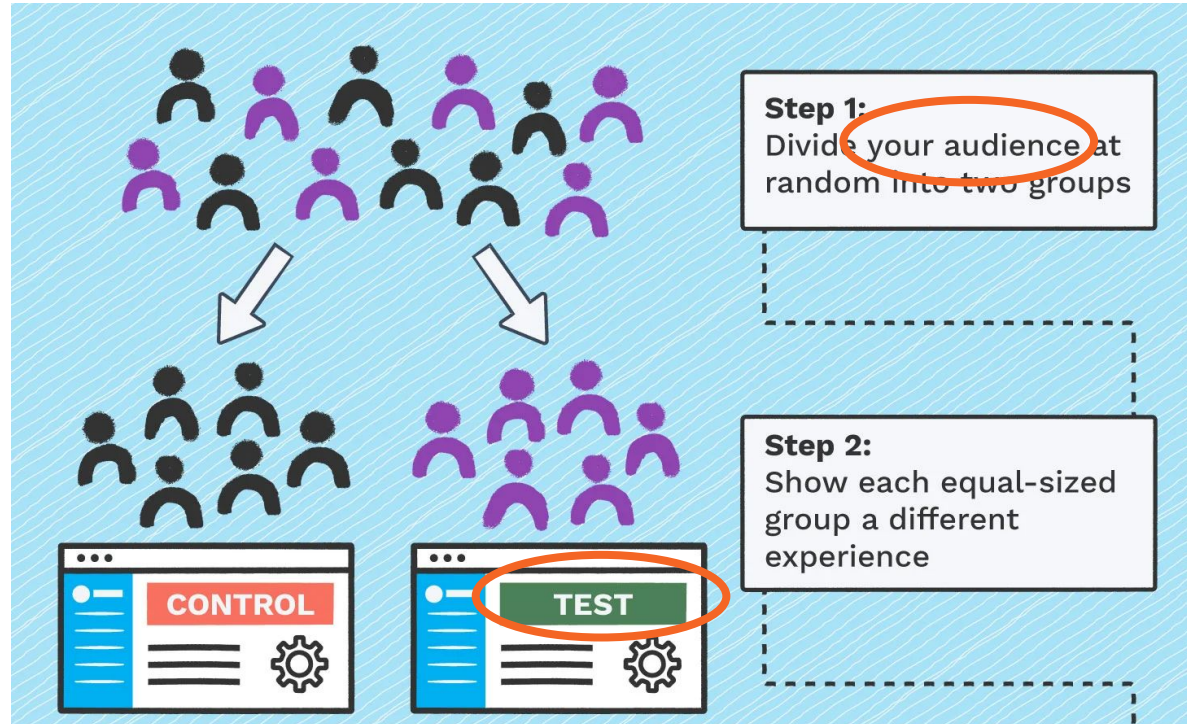 Step 1:
Divide your audience at
random into two groups
Step 2:
Show each equal-sized
group a different
experience
CONTROL
TEST